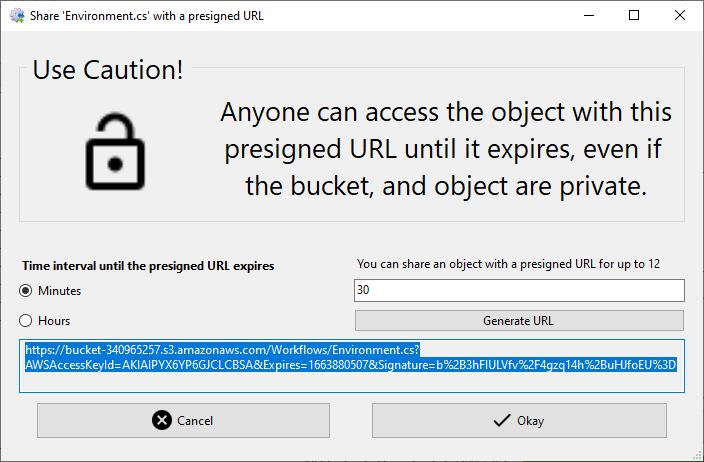 Share 'Environment.cs' with a presigned URL
Use Caution!
Anyone can access the object with this
presigned URL until it expires, even if
the bucket, and object are private.
Time interval until the presigned URL expires
You can share an object with a presigned URL for up to 12
Minutes
30
Hours
Generate URL
https://bucket-340965257.s3.amazonaws.com/Workflows/Environment.cs?
AWSAccessKeyId=AKIAIPYX6YP6GJCLCBSA&Expires=1663880507&Signature=b%2B3hFIULVfv%2F4gzq14h%2BuHJfoEU%3D
Cancel
Okay